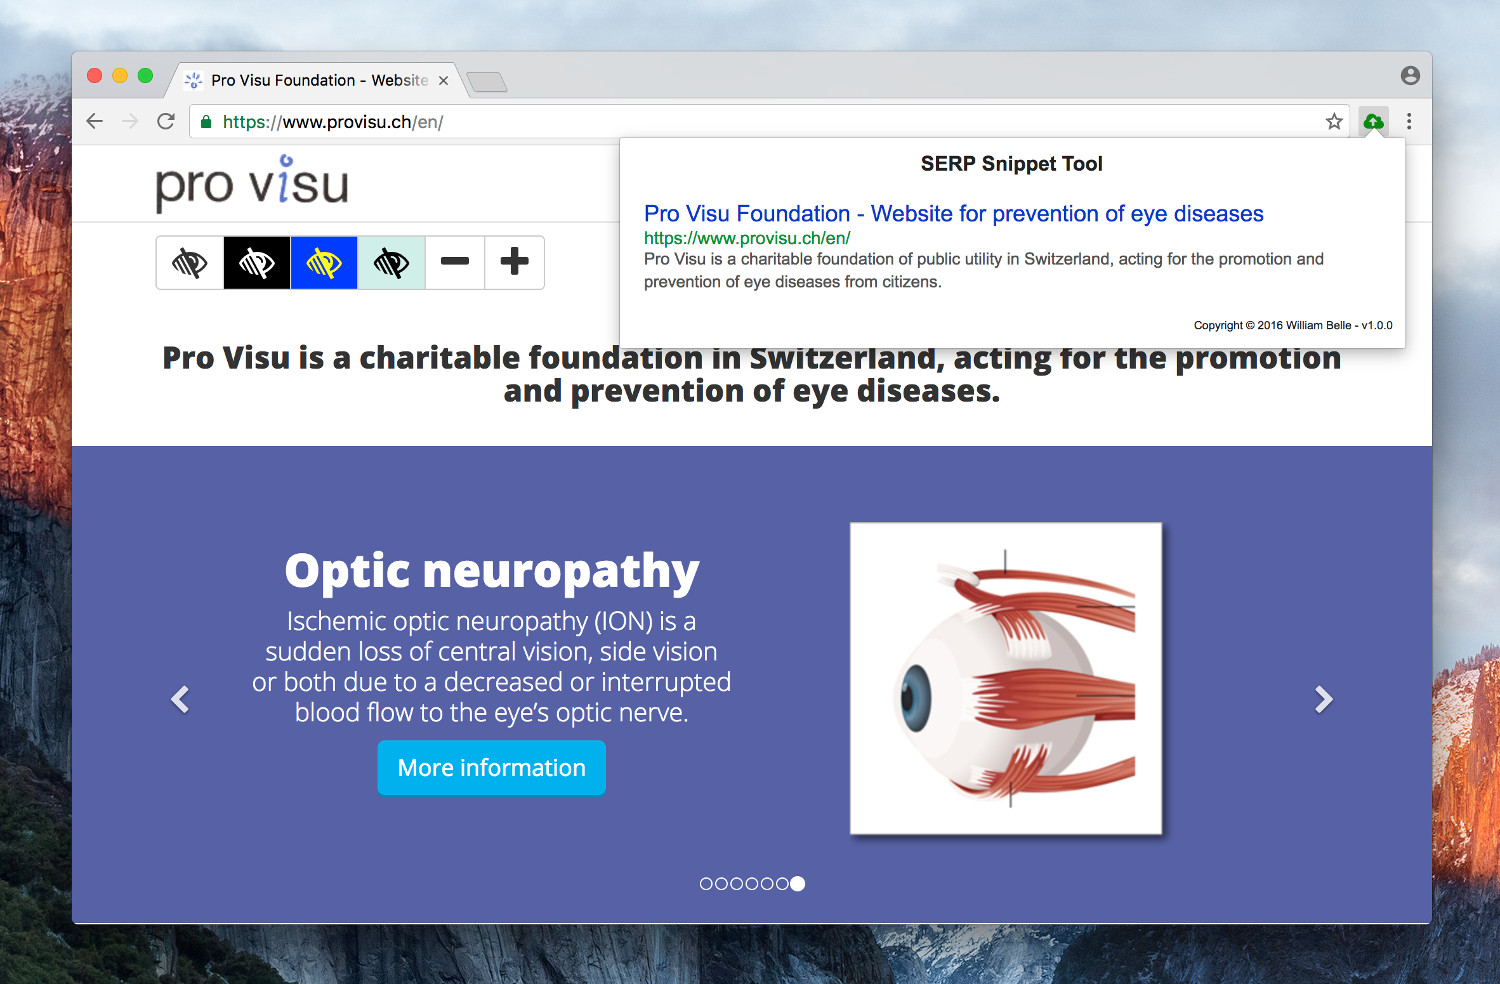 Pro Visu Foundation - Website
https://www.provisu.ch/en/
pro visu
SERP Snippet Tool
Pro Visu Foundation - Website for prevention of eye diseases
https://www.provisu.ch/en/
Pro Visu is a charitable foundation of public utility in Switzerland, acting for the promotion and
prevention of eye diseases from citizens.
Copyright © 2016 William Belle - v1.0.0
Pro Visu is a charitable foundation in Switzerland, acting for the promotion
and prevention of eye diseases.
Optic neuropathy
Ischemic optic neuropathy (ION) is a
sudden loss of central vision, side vision
or both due to a decreased or interrupted
blood flow to the eye’s optic nerve.
More information